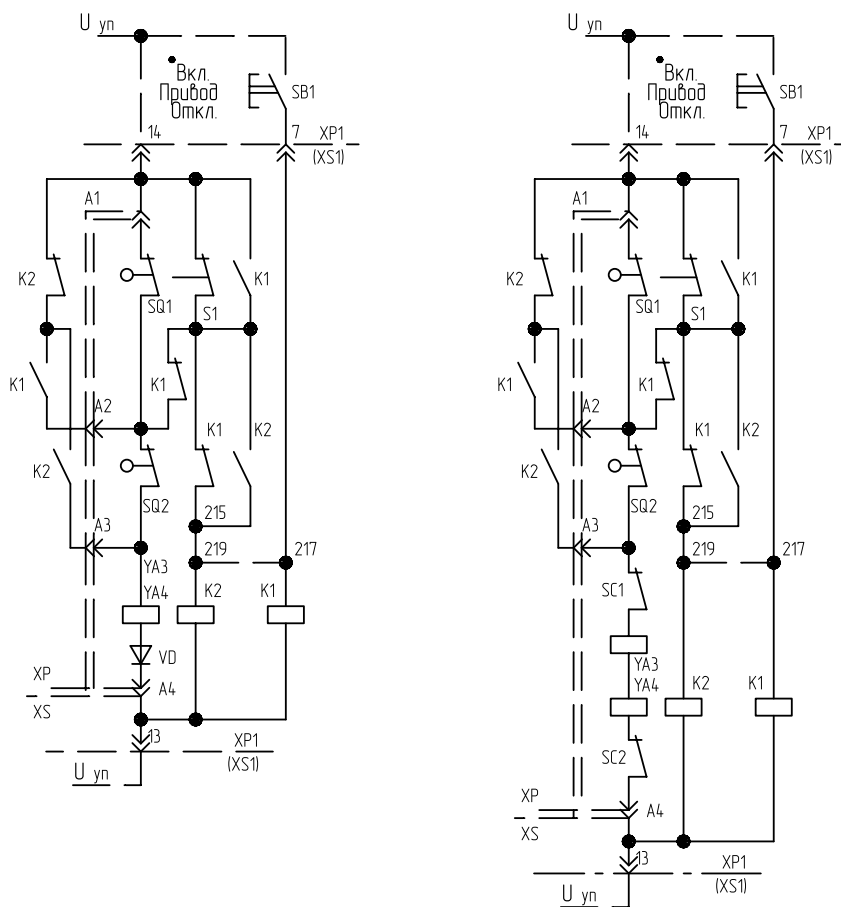 U уп
Вкл.
Привод
Откл.
SB1
14
7
XP1
(XS1)
A1
K2
SQ1
S1
K1
K1
K1
A2
K1
K2
K2
SQ2
215
A3
219
217
YA3
YA4
K2
K1
VD
XP
XS
A4
13
XP1
(XS1)
U уп
U уп
Вкл.
Привод
Откл.
SB1
14
7
XP1
(XS1)
A1
K2
SQ1
S1
K1
K1
K1
A2
K1
K2
K2
SQ2
215
A3
219
217
SC1
YA3
YA4
K2
K1
SC2
XP
XS
A4
13
XP1
(XS1)
U уп